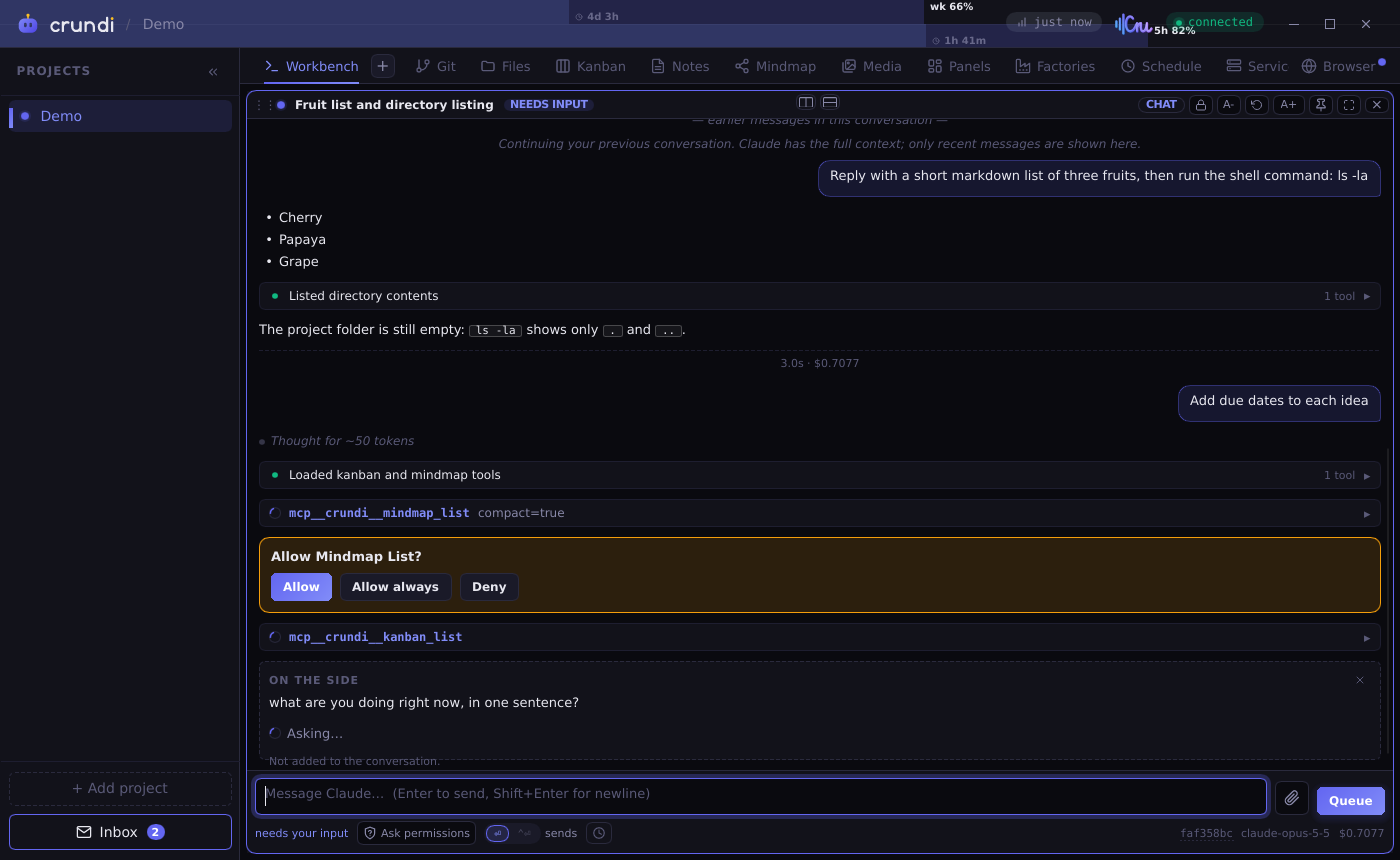 crundi / Demo
4d 3h
wk 66%
1h 41m
just now
Cru
5h 82%
connected
PROJECTS
«
Demo
+ Add project
Inbox 2
Workbench + Git Files Kanban Notes Mindmap Media Panels Factories Schedule Servic Browser
Fruit list and directory listing NEEDS INPUT CHAT A- A+
— earlier messages in this conversation —
Continuing your previous conversation. Claude has the full context; only recent messages are shown here.
Reply with a short markdown list of three fruits, then run the shell command: ls -la
• Cherry
• Papaya
• Grape
Listed directory contents 1 tool ▶
The project folder is still empty: ls -la shows only . and ...
3.0s · $0.7077
Add due dates to each idea
Thought for ~50 tokens
Loaded kanban and mindmap tools 1 tool ▶
mcp__crundi__mindmap_list compact=true ▶
Allow Mindmap List?
Allow Allow always Deny
mcp__crundi__kanban_list ▶
ON THE SIDE
what are you doing right now, in one sentence?
Asking…
Not added to the conversation.
Message Claude… (Enter to send, Shift+Enter for newline)
Queue
needs your input Ask permissions ⏎ ^⏎ sends faf358bc claude-opus-5-5 $0.7077